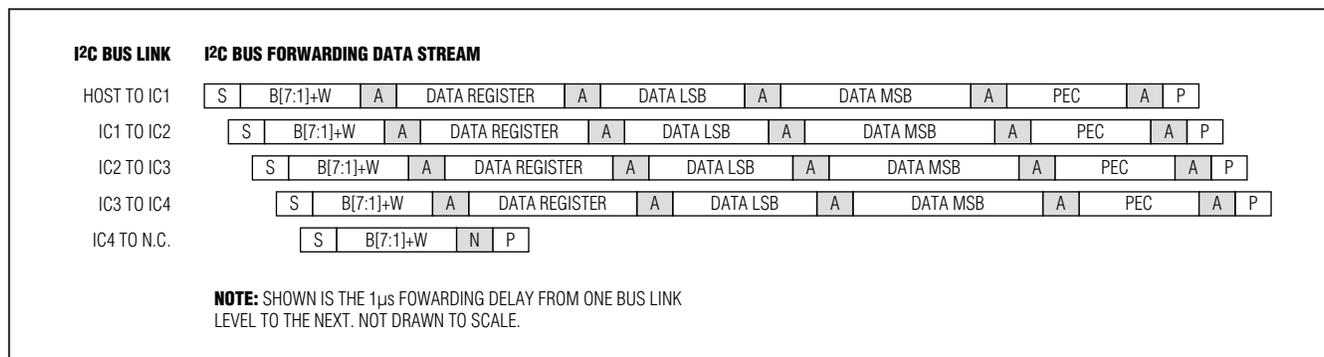 I2C BUS LINK I2C BUS FORWARDING DATA STREAM
HOST TO IC1 S B[7:1]+W A DATA REGISTER A DATA LSB A DATA MSB A PEC A P
IC1 TO IC2 S B[7:1]+W A DATA REGISTER A DATA LSB A DATA MSB A PEC A P
IC2 TO IC3 S B[7:1]+W A DATA REGISTER A DATA LSB A DATA MSB A PEC A P
IC3 TO IC4 S B[7:1]+W A DATA REGISTER A DATA LSB A DATA MSB A PEC A P
IC4 TO N.C. S B[7:1]+W N P
NOTE: SHOWN IS THE 1µs FOWARDING DELAY FROM ONE BUS LINK
LEVEL TO THE NEXT. NOT DRAWN TO SCALE.